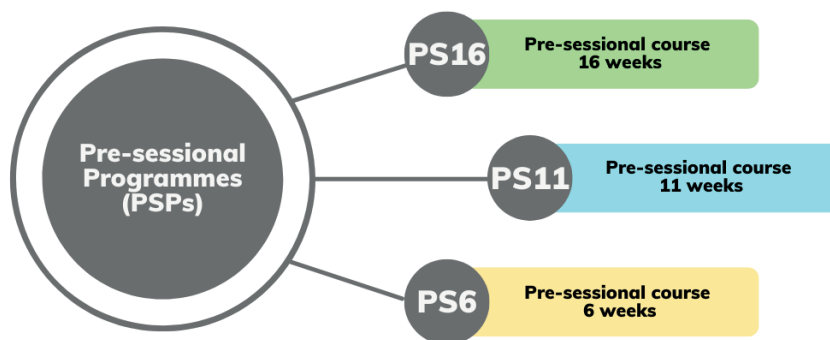 Pre-sessional
Programmes
(PSPs)
PS16
Pre-sessional course
16 weeks
PS11
Pre-sessional course
11 weeks
PS6
Pre-sessional course
6 weeks